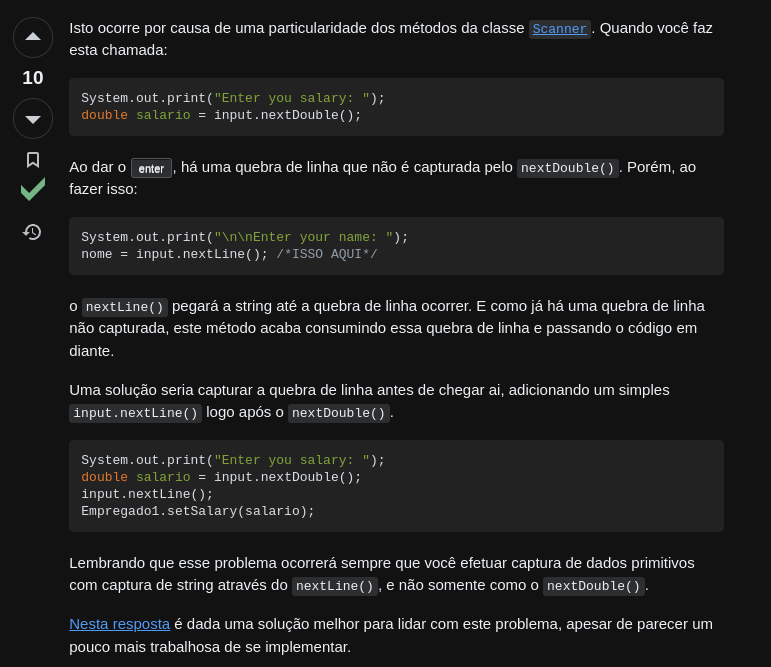 Isto ocorre por causa de uma particularidade dos métodos da classe Scanner. Quando você faz
esta chamada:
10
System.out.print("Enter you salary: ");
double salario = input.nextDouble();
Ao dar o enter, há uma quebra de linha que não é capturada pelo nextDouble(). Porém, ao
fazer isso:
System.out.print("\n\nEnter your name: ");
nome = input.nextLine(); /*ISSO AQUI*/
o nextLine() pegará a string até a quebra de linha ocorrer. E como já há uma quebra de linha
não capturada, este método acaba consumindo essa quebra de linha e passando o código em
diante.
Uma solução seria capturar a quebra de linha antes de chegar ai, adicionando um simples
input.nextLine() logo após o nextDouble().
System.out.print("Enter you salary: ");
double salario = input.nextDouble();
input.nextLine();
Empregado1.setSalary(salario);
Lembrando que esse problema ocorrerá sempre que você efetuar captura de dados primitivos
com captura de string através do nextLine(), e não somente como o nextDouble().
Nesta resposta é dada uma solução melhor para lidar com este problema, apesar de parecer um
pouco mais trabalhosa de se implementar.